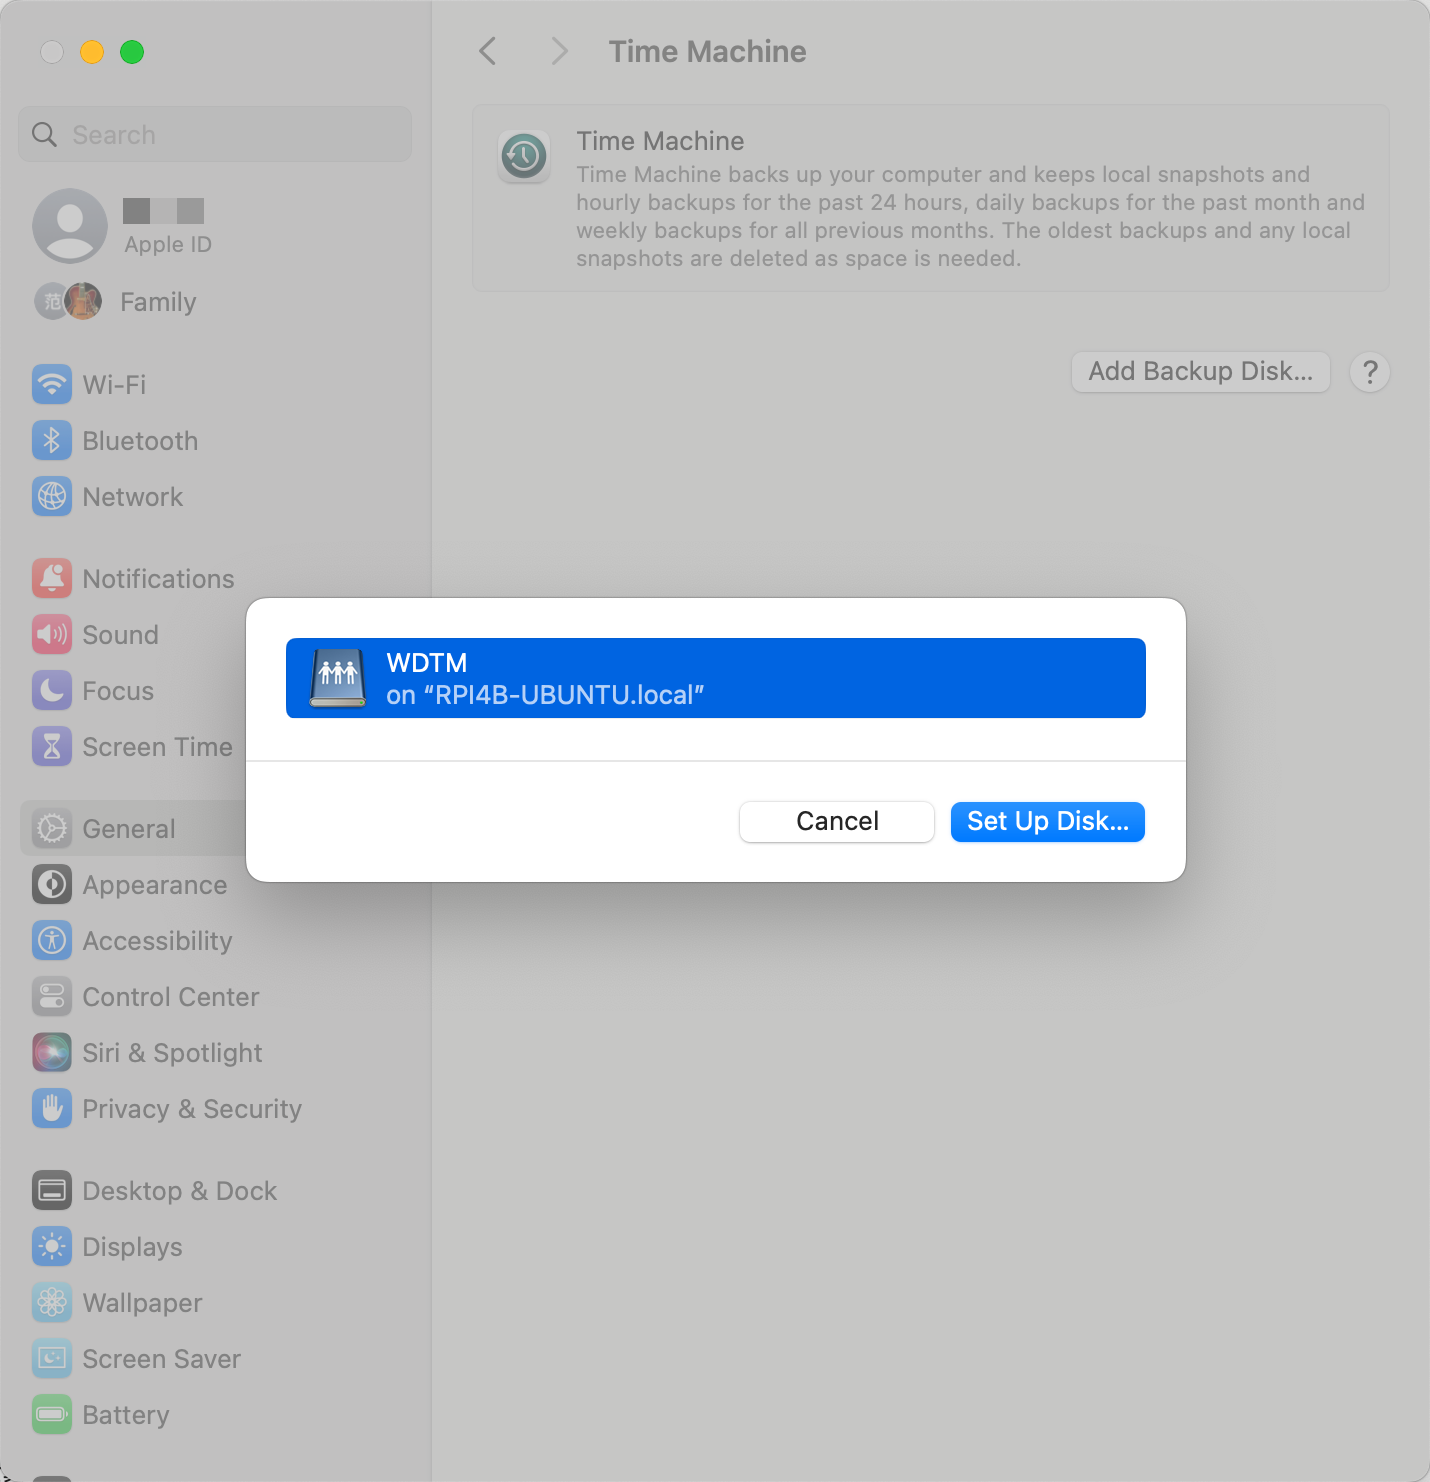 Time Machine
Search
Time Machine
Time Machine backs up your computer and keeps local snapshots and
hourly backups for the past 24 hours, daily backups for the past month and
weekly backups for all previous months. The oldest backups and any local
snapshots are deleted as space is needed.
Apple ID
范
Family
Add Backup Disk...
?
Wi-Fi
Bluetooth
Network
Notifications
Sound
Focus
Screen Time
WDTM
on “RPI4B-UBUNTU.local”
Cancel
Set Up Disk...
General
Appearance
Accessibility
Control Center
Siri & Spotlight
Privacy & Security
Desktop & Dock
Displays
Wallpaper
Screen Saver
Battery